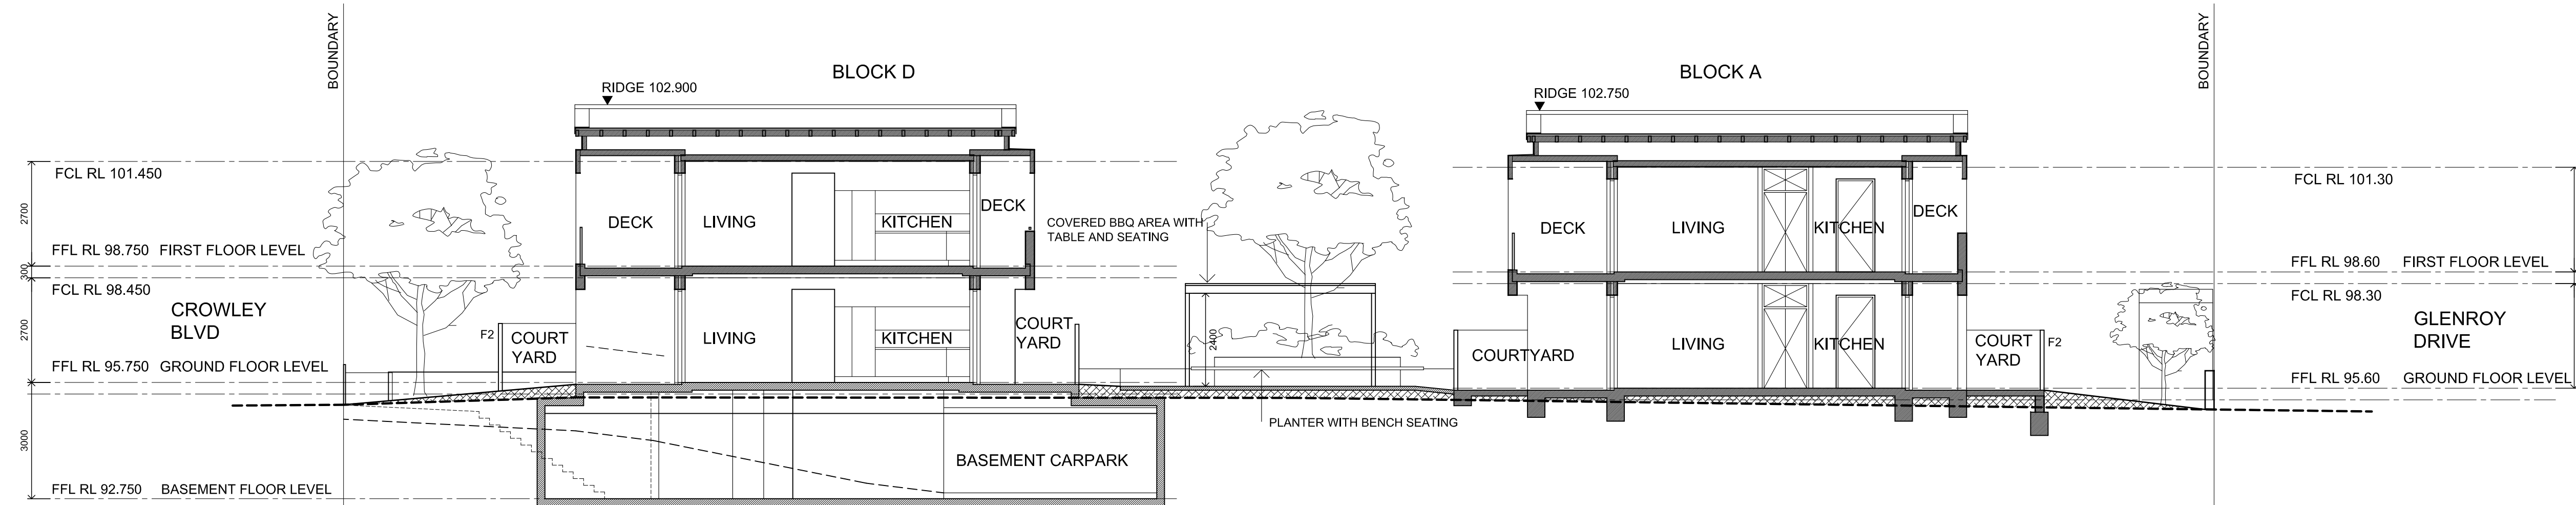 BOUNDARY
BLOCK D
RIDGE 102.900
BLOCK A
RIDGE 102.750
BOUNDARY
FCL RL 101.450
2700
FFL RL 98.750 FIRST FLOOR LEVEL
300
FCL RL 98.450
CROWLEY
BLVD
2700
FFL RL 95.750 GROUND FLOOR LEVEL
3000
FFL RL 92.750 BASEMENT FLOOR LEVEL
DECK
LIVING
KITCHEN
DECK
F2
COURT
YARD
LIVING
KITCHEN
COURT
YARD
BASEMENT CARPARK
COVERED BBQ AREA WITH
TABLE AND SEATING
2400
PLANTER WITH BENCH SEATING
DECK
LIVING
KITCHEN
DECK
COURTYARD
LIVING
KITCHEN
COURT
YARD
F2
FCL RL 101.30
FFL RL 98.60 FIRST FLOOR LEVEL
FCL RL 98.30
GLENROY
DRIVE
FFL RL 95.60 GROUND FLOOR LEVEL